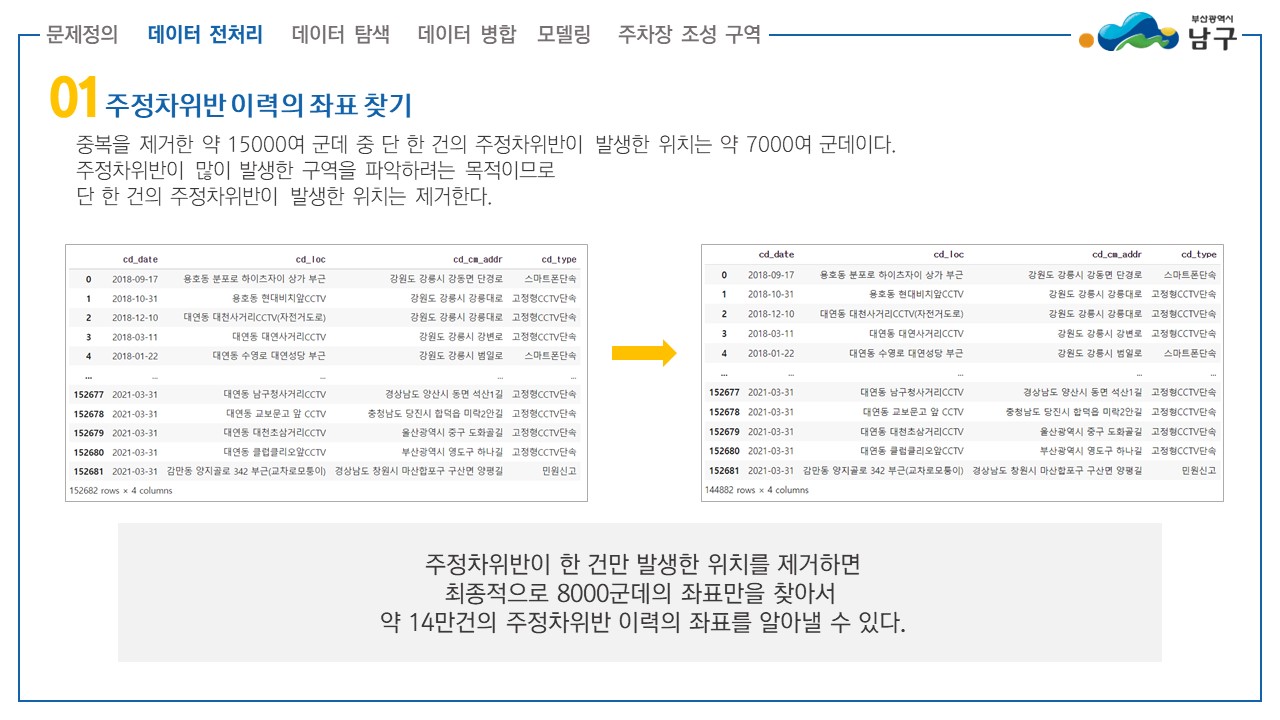 문제정의 데이터 전처리 데이터 탐색 데이터 병합 모델링 주차장 조성 구역
부산광역시
남구
01 주정차위반 이력의 좌표 찾기
중복을 제거한 약 15000여 군데 중 단 한 건의 주정차위반이 발생한 위치는 약 7000여 군데이다.
주정차위반이 많이 발생한 구역을 파악하려는 목적이므로
단 한 건의 주정차위반이 발생한 위치는 제거한다.
cd_date cd_loc cd_cm_addr cd_type
0 2018-09-17 용호동 분포로 하이츠자이 상가 부근 강원도 강릉시 강동면 단경로 스마트폰단속
1 2018-10-31 용호동 현대비치앞CCTV 강원도 강릉시 강릉대로 고정형CCTV단속
2 2018-12-10 대연동 대천사거리CCTV(자전거도로) 강원도 강릉시 강릉대로 고정형CCTV단속
3 2018-03-11 대연동 대연사거리CCTV 강원도 강릉시 강변로 고정형CCTV단속
4 2018-01-22 대연동 수영로 대연성당 부근 강원도 강릉시 범일로 스마트폰단속
... ... ... ... ...
152677 2021-03-31 대연동 남구청사거리CCTV 경상남도 양산시 동면 석산1길 고정형CCTV단속
152678 2021-03-31 대연동 교보문고 앞 CCTV 충청남도 당진시 합덕읍 미락2안길 고정형CCTV단속
152679 2021-03-31 대연동 대천초삼거리CCTV 울산광역시 중구 도화골길 고정형CCTV단속
152680 2021-03-31 대연동 클럽클리오앞CCTV 부산광역시 영도구 하나길 고정형CCTV단속
152681 2021-03-31 감만동 양지골로 342 부근(교차로모퉁이) 경상남도 창원시 마산합포구 구산면 양평길 민원신고
152682 rows × 4 columns
cd_date cd_loc cd_cm_addr cd_type
0 2018-09-17 용호동 분포로 하이츠자이 상가 부근 강원도 강릉시 강동면 단경로 스마트폰단속
1 2018-10-31 용호동 현대비치앞CCTV 강원도 강릉시 강릉대로 고정형CCTV단속
2 2018-12-10 대연동 대천사거리CCTV(자전거도로) 강원도 강릉시 강릉대로 고정형CCTV단속
3 2018-03-11 대연동 대연사거리CCTV 강원도 강릉시 강변로 고정형CCTV단속
4 2018-01-22 대연동 수영로 대연성당 부근 강원도 강릉시 범일로 스마트폰단속
... ... ... ... ...
152677 2021-03-31 대연동 남구청사거리CCTV 경상남도 양산시 동면 석산1길 고정형CCTV단속
152678 2021-03-31 대연동 교보문고 앞 CCTV 충청남도 당진시 합덕읍 미락2안길 고정형CCTV단속
152679 2021-03-31 대연동 대천초삼거리CCTV 울산광역시 중구 도화골길 고정형CCTV단속
152680 2021-03-31 대연동 클럽클리오앞CCTV 부산광역시 영도구 하나길 고정형CCTV단속
152681 2021-03-31 감만동 양지골로 342 부근(교차로모퉁이) 경상남도 창원시 마산합포구 구산면 양평길 민원신고
144882 rows × 4 columns
주정차위반이 한 건만 발생한 위치를 제거하면
최종적으로 8000군데의 좌표만을 찾아서
약 14만건의 주정차위반 이력의 좌표를 알아낼 수 있다.